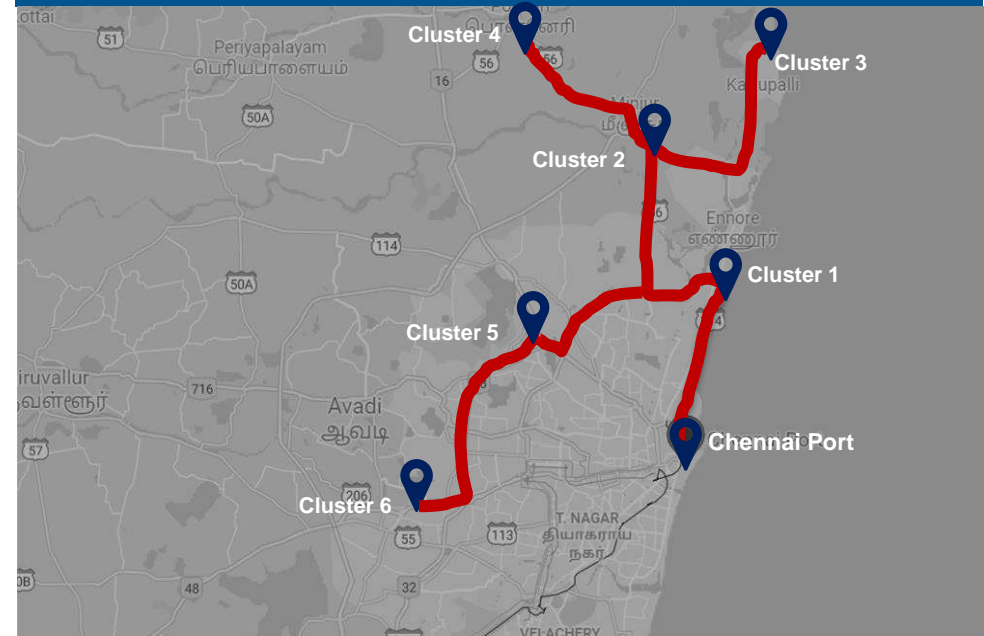 Cluster 4
51
Periyapalayam
பெரியபாளையம்
56
56
16
Cluster 3
50A
Cluster 2
Ennore
எண்ணூர்
114
50A
Cluster 1
Cluster 5
716
Avadi
ஆவடி
57
Chennai Port
Cluster 6
206
55
113
T. NAGAR
தியாகராய
நகர்
48
32
VELACHERY